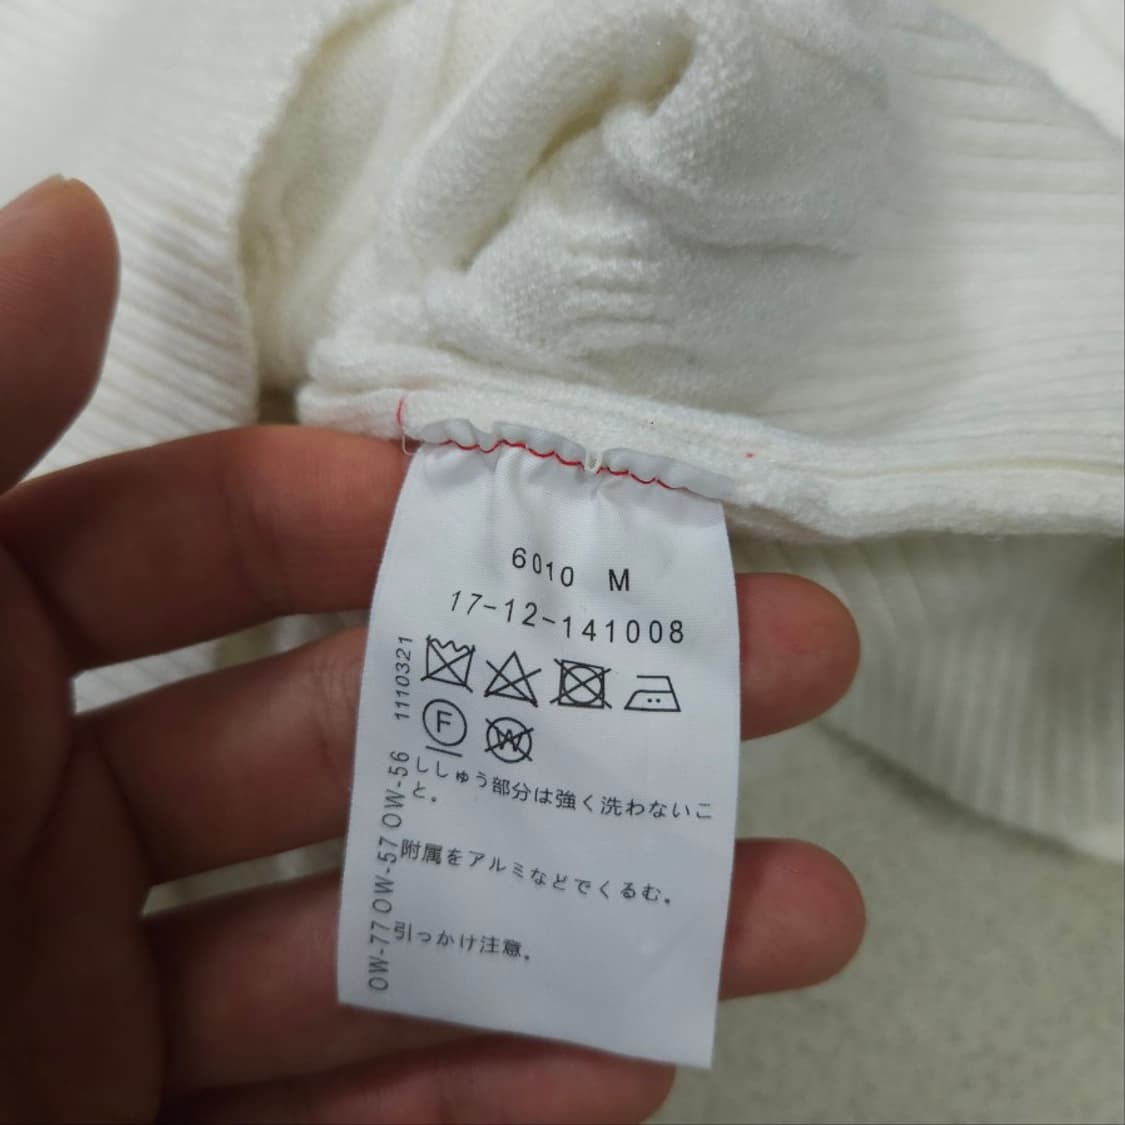 6010 M
17-12-141008
F
W
ししゅう部分は強く洗わないこ
と。
附属をアルミなどでくるむ。
引っかけ注意。
1110321
OW-77 OW-57 OW-56